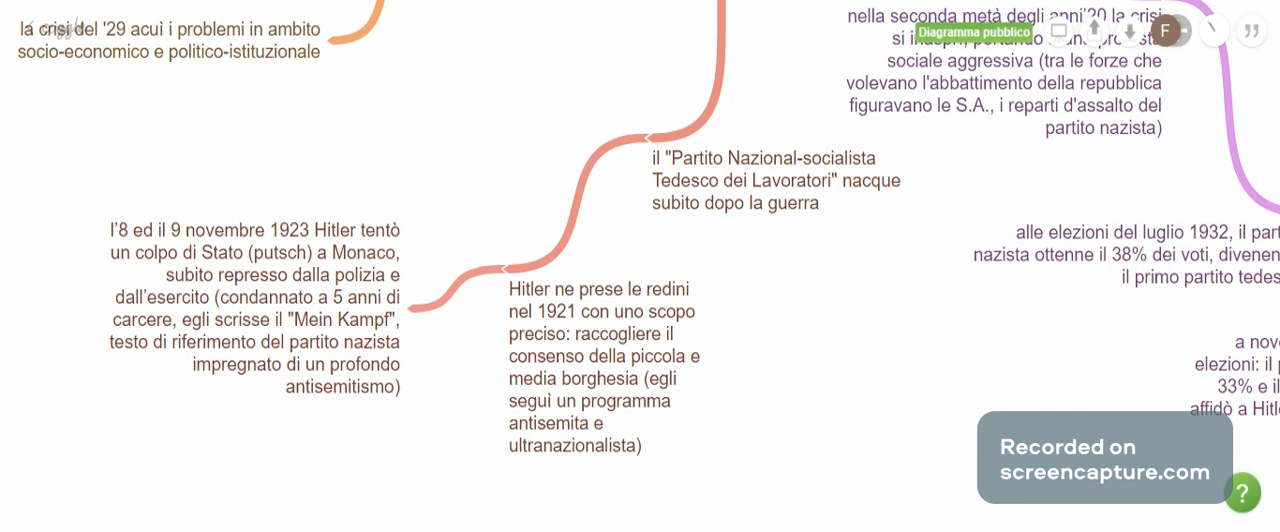 la crisi del '29 acuì i problemi in ambito
socio-economico e politico-istituzionale
nella seconda metà degli anni'20 la crisi
si
sociale aggressiva (tra le forze che
volevano l'abbattimento della repubblica
figuravano le S.A., i reparti d'assalto del
partito nazista)
Diagramma pubblico
F
il "Partito Nazional-socialista
Tedesco dei Lavoratori" nacque
subito dopo la guerra
l'8 ed il 9 novembre 1923 Hitler tentò
un colpo di Stato (putsch) a Monaco,
subito represso dalla polizia e
dall'esercito (condannato a 5 anni di
carcere, egli scrisse il "Mein Kampf",
testo di riferimento del partito nazista
impregnato di un profondo
antisemitismo)
Hitler ne prese le redini
nel 1921 con uno scopo
preciso: raccogliere il
consenso della piccola e
media borghesia (egli
seguì un programma
antisemita e
ultranazionalista)
alle elezioni del luglio 1932, il part
nazista ottenne il 38% dei voti, divenen
il primo partito tedes
a nov
elezioni: il p
33% e il
affidò a Hitl
Recorded on
screencapture.com
?